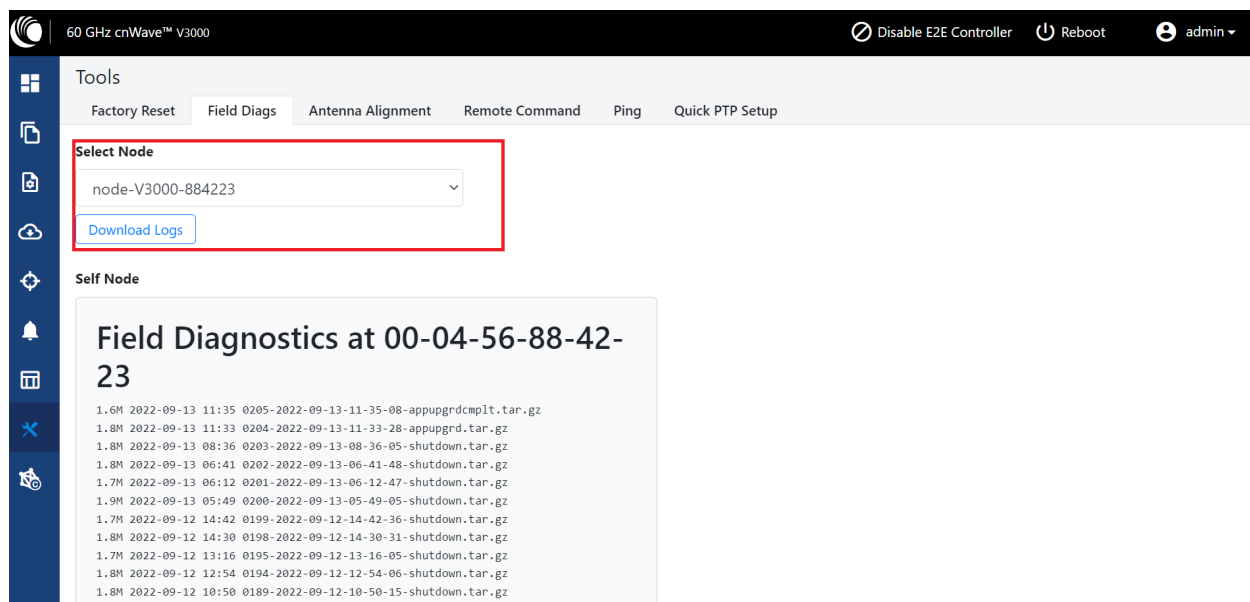 60 GHz cnWave™ V3000
Disable E2E Controller
Reboot
admin
Tools
Factory Reset
Field Diags
Antenna Alignment
Remote Command
Ping
Quick PTP Setup
Select Node
node-V3000-884223
Download Logs
Self Node
Field Diagnostics at 00-04-56-88-42-
23
1.6M 2022-09-13 11:35 0205-2022-09-13-11-35-08-appupgrdcmplt.tar.gz
1.8M 2022-09-13 11:33 0204-2022-09-13-11-33-28-appupgrd.tar.gz
1.8M 2022-09-13 08:36 0203-2022-09-13-08-36-05-shutdown.tar.gz
1.8M 2022-09-13 06:41 0202-2022-09-13-06-41-48-shutdown.tar.gz
1.7M 2022-09-13 06:12 0201-2022-09-13-06-12-47-shutdown.tar.gz
1.9M 2022-09-13 05:49 0200-2022-09-13-05-49-05-shutdown.tar.gz
1.7M 2022-09-12 14:42 0199-2022-09-12-14-42-36-shutdown.tar.gz
1.8M 2022-09-12 14:30 0198-2022-09-12-14-30-31-shutdown.tar.gz
1.7M 2022-09-12 13:16 0195-2022-09-12-13-16-05-shutdown.tar.gz
1.8M 2022-09-12 12:54 0194-2022-09-12-12-54-06-shutdown.tar.gz
1.8M 2022-09-12 10:50 0189-2022-09-12-10-50-15-shutdown.tar.gz